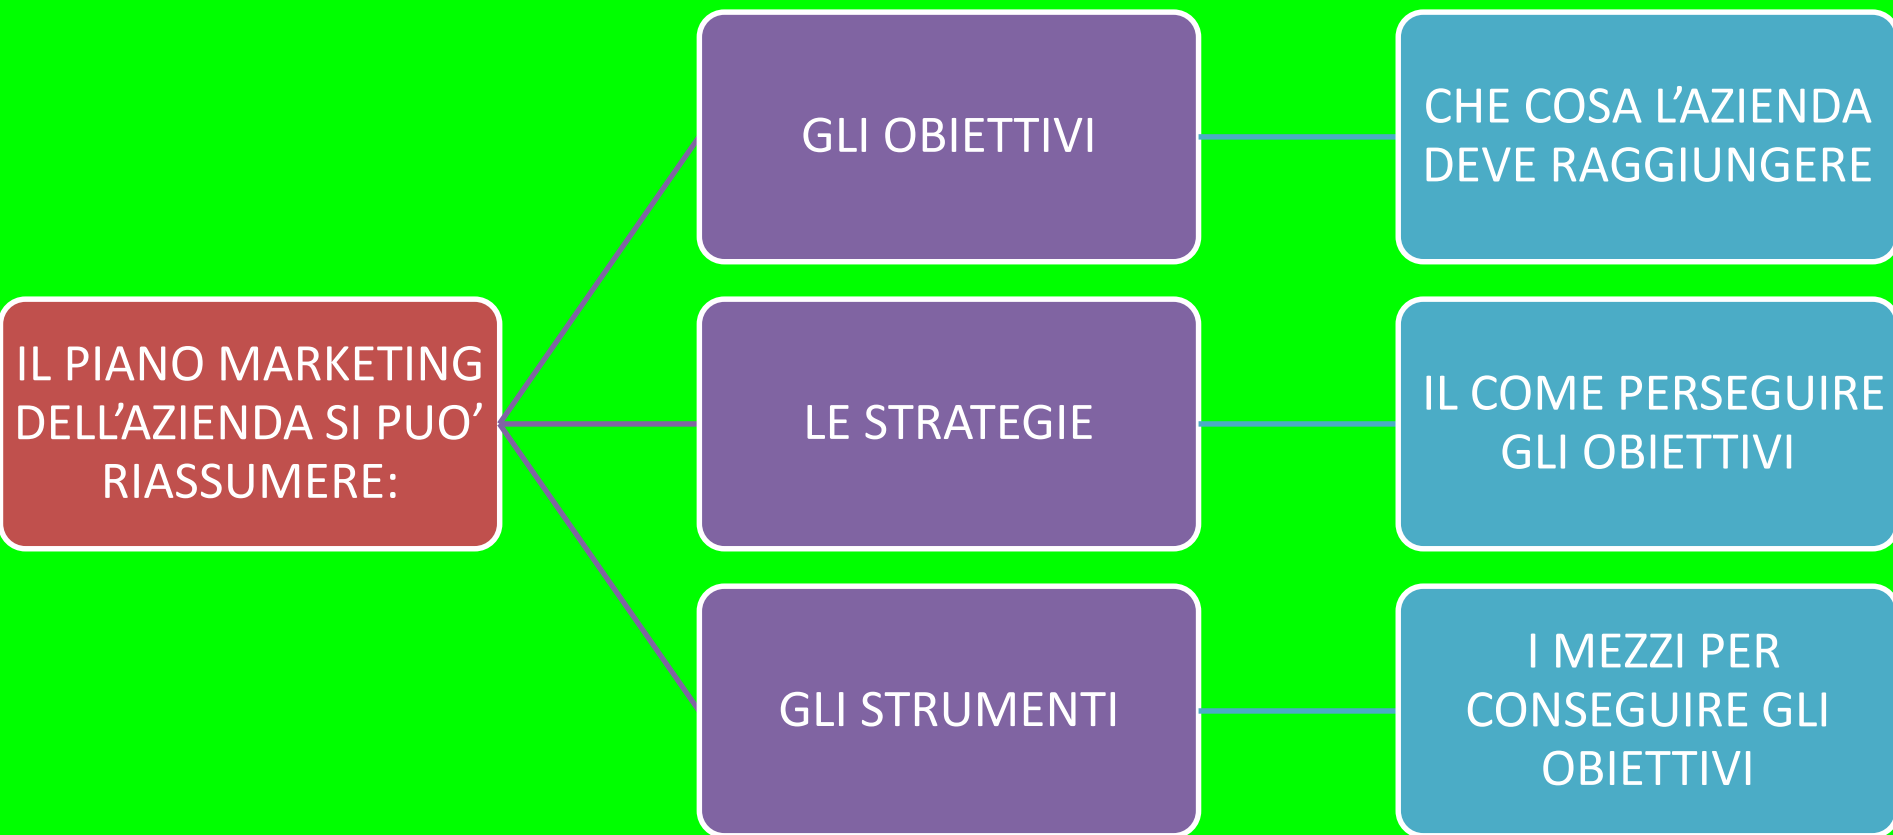 IL PIANO MARKETING
DELL’AZIENDA SI PUO’
RIASSUMERE:
GLI OBIETTIVI
CHE COSA L’AZIENDA
DEVE RAGGIUNGERE
LE STRATEGIE
IL COME PERSEGUIRE
GLI OBIETTIVI
GLI STRUMENTI
I MEZZI PER
CONSEGUIRE GLI
OBIETTIVI